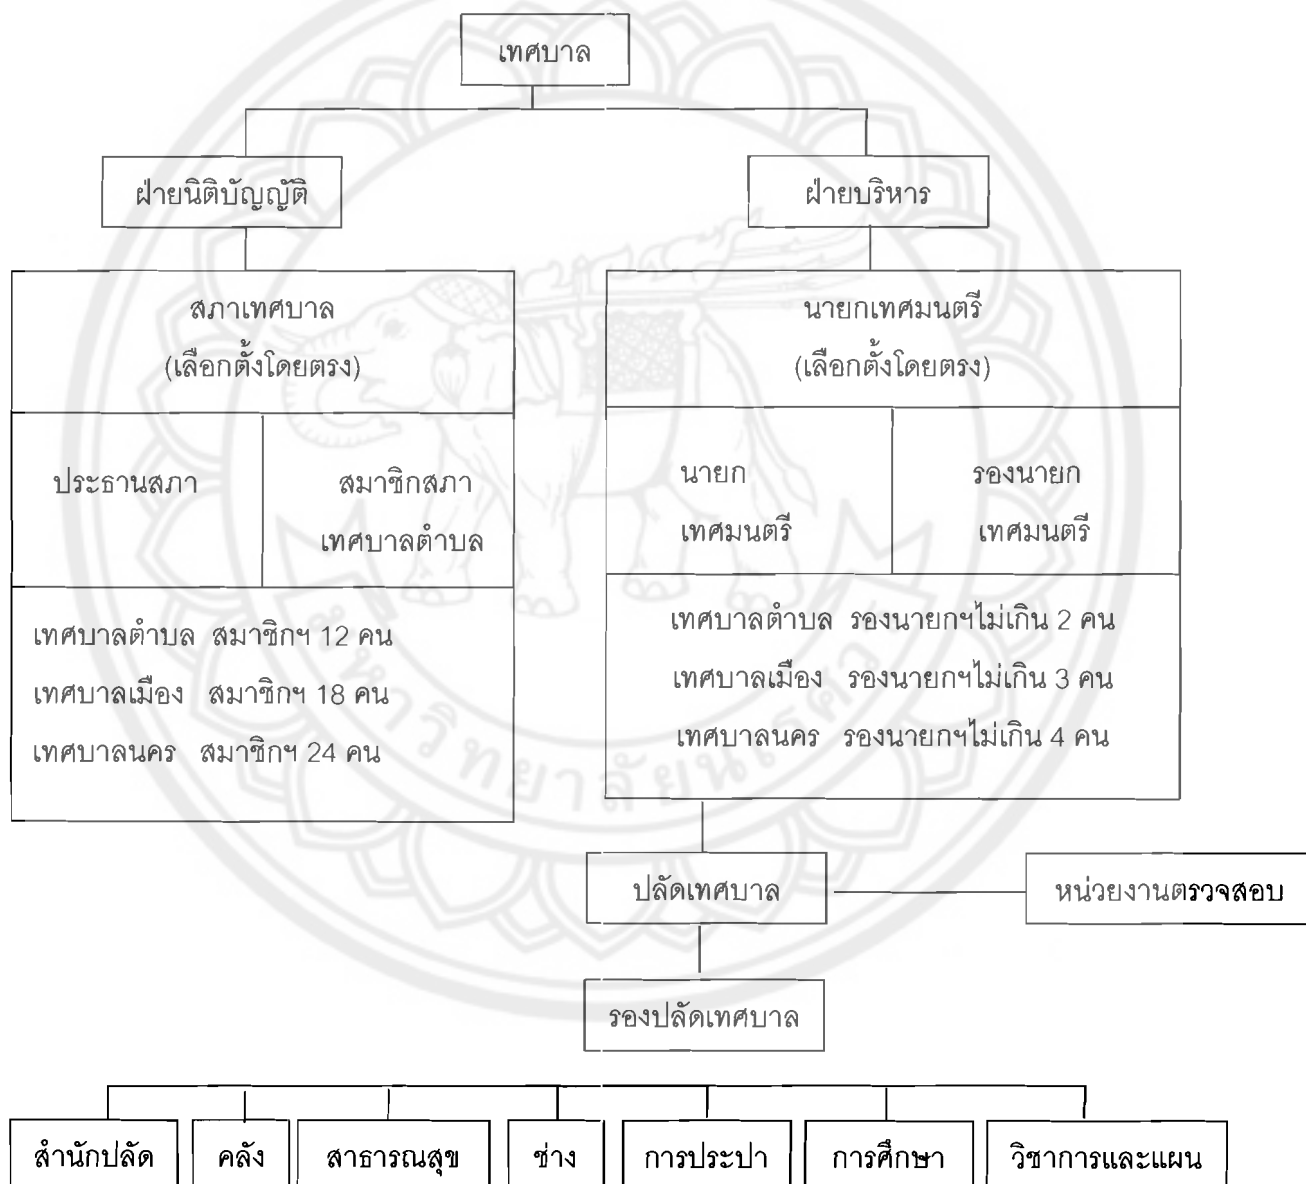 เทศบาล
ฝ่ายนิติบัญญัติ
ฝ่ายบริหาร
สภาเทศบาล
(เลือกตั้งโดยตรง)
นายกเทศมนตรี
(เลือกตั้งโดยตรง)
ประธานสภา
สมาชิกสภา
เทศบาลตำบล
นายก
เทศมนตรี
รองนายก
เทศมนตรี
เทศบาลตำบล สมาชิกฯ 12 คน
เทศบาลเมือง สมาชิกฯ 18 คน
เทศบาลนคร สมาชิกฯ 24 คน
เทศบาลตำบล รองนายกฯไม่เกิน 2 คน
เทศบาลเมือง รองนายกฯไม่เกิน 3 คน
เทศบาลนคร รองนายกฯไม่เกิน 4 คน
มหาวิทยาลัยนเรศวร
ปลัดเทศบาล
หน่วยงานตรวจสอบ
รองปลัดเทศบาล
สำนักปลัด
คลัง
สาธารณสุข
ช่าง
การประปา
การศึกษา
วิชาการและแผน